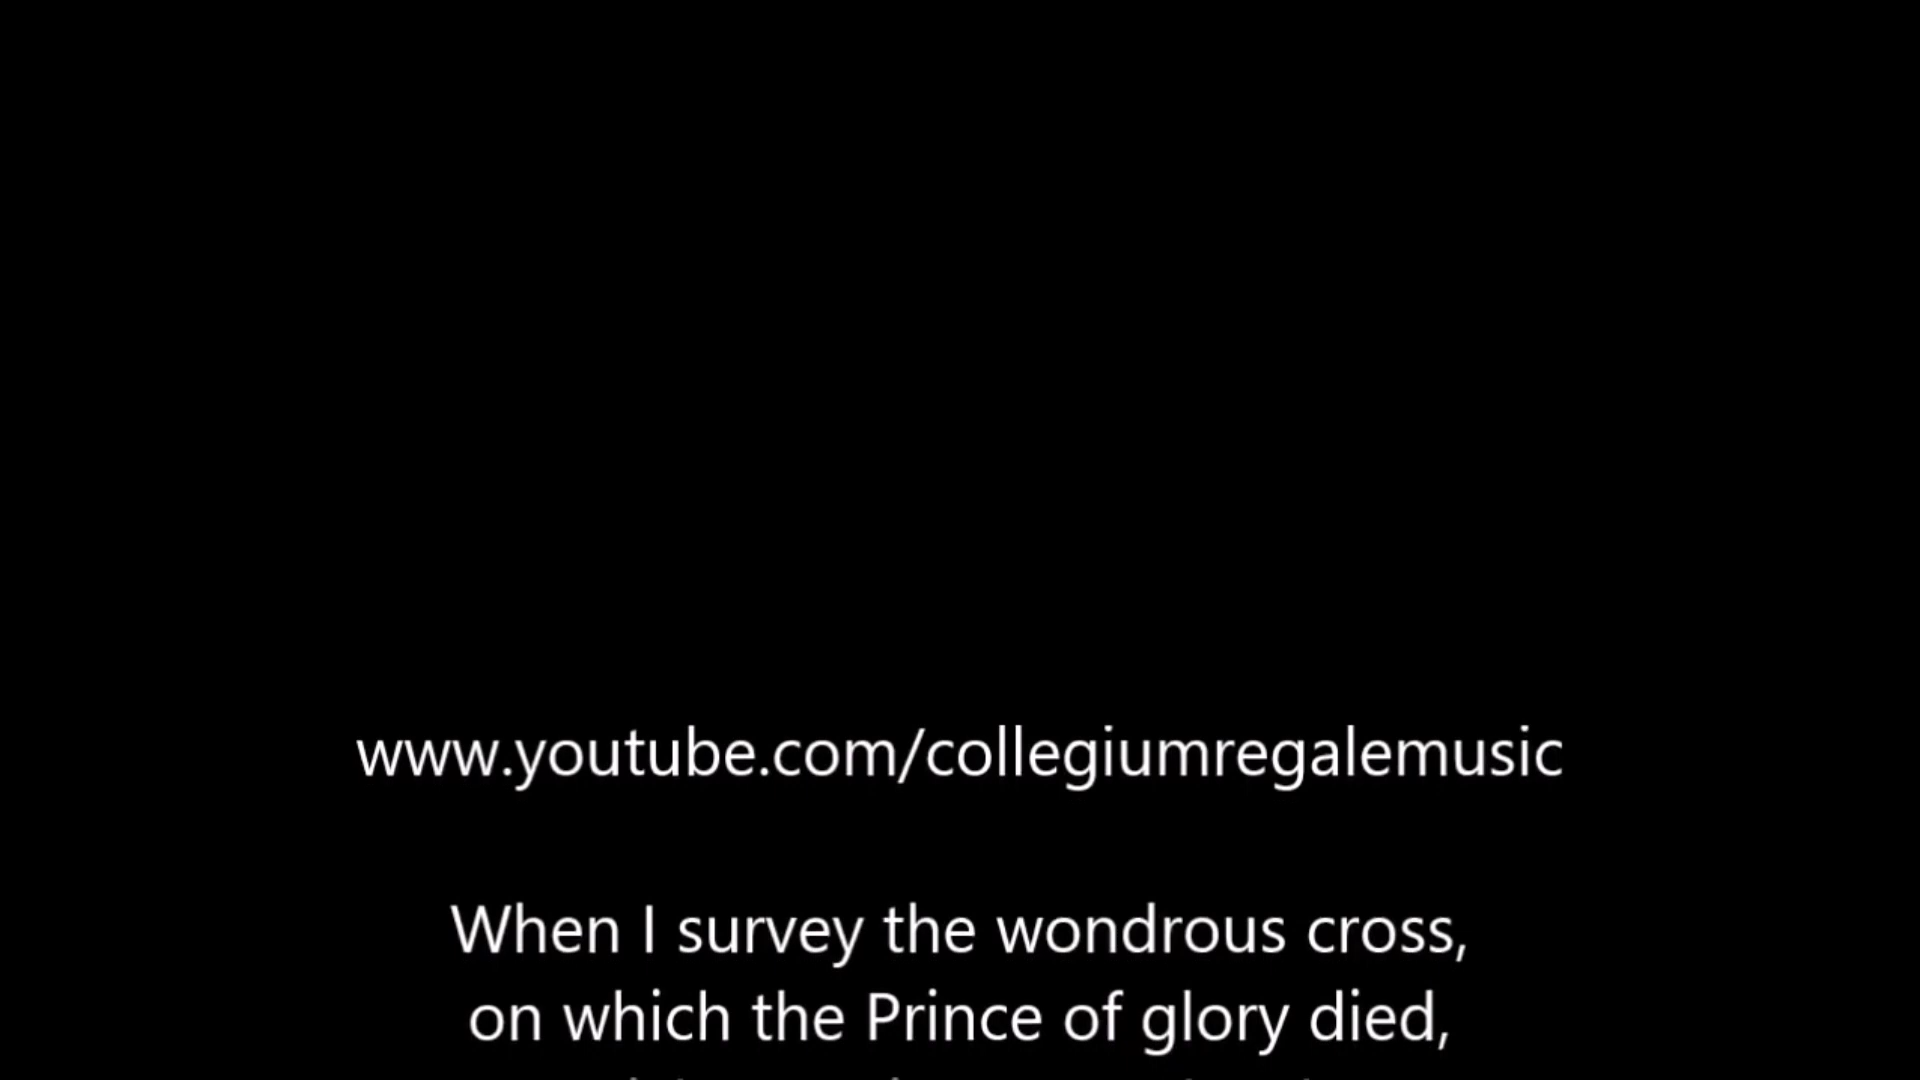 www.youtube.com/collegiumregalemusic
When I survey the wondrous cross,
on which the Prince of glory died,